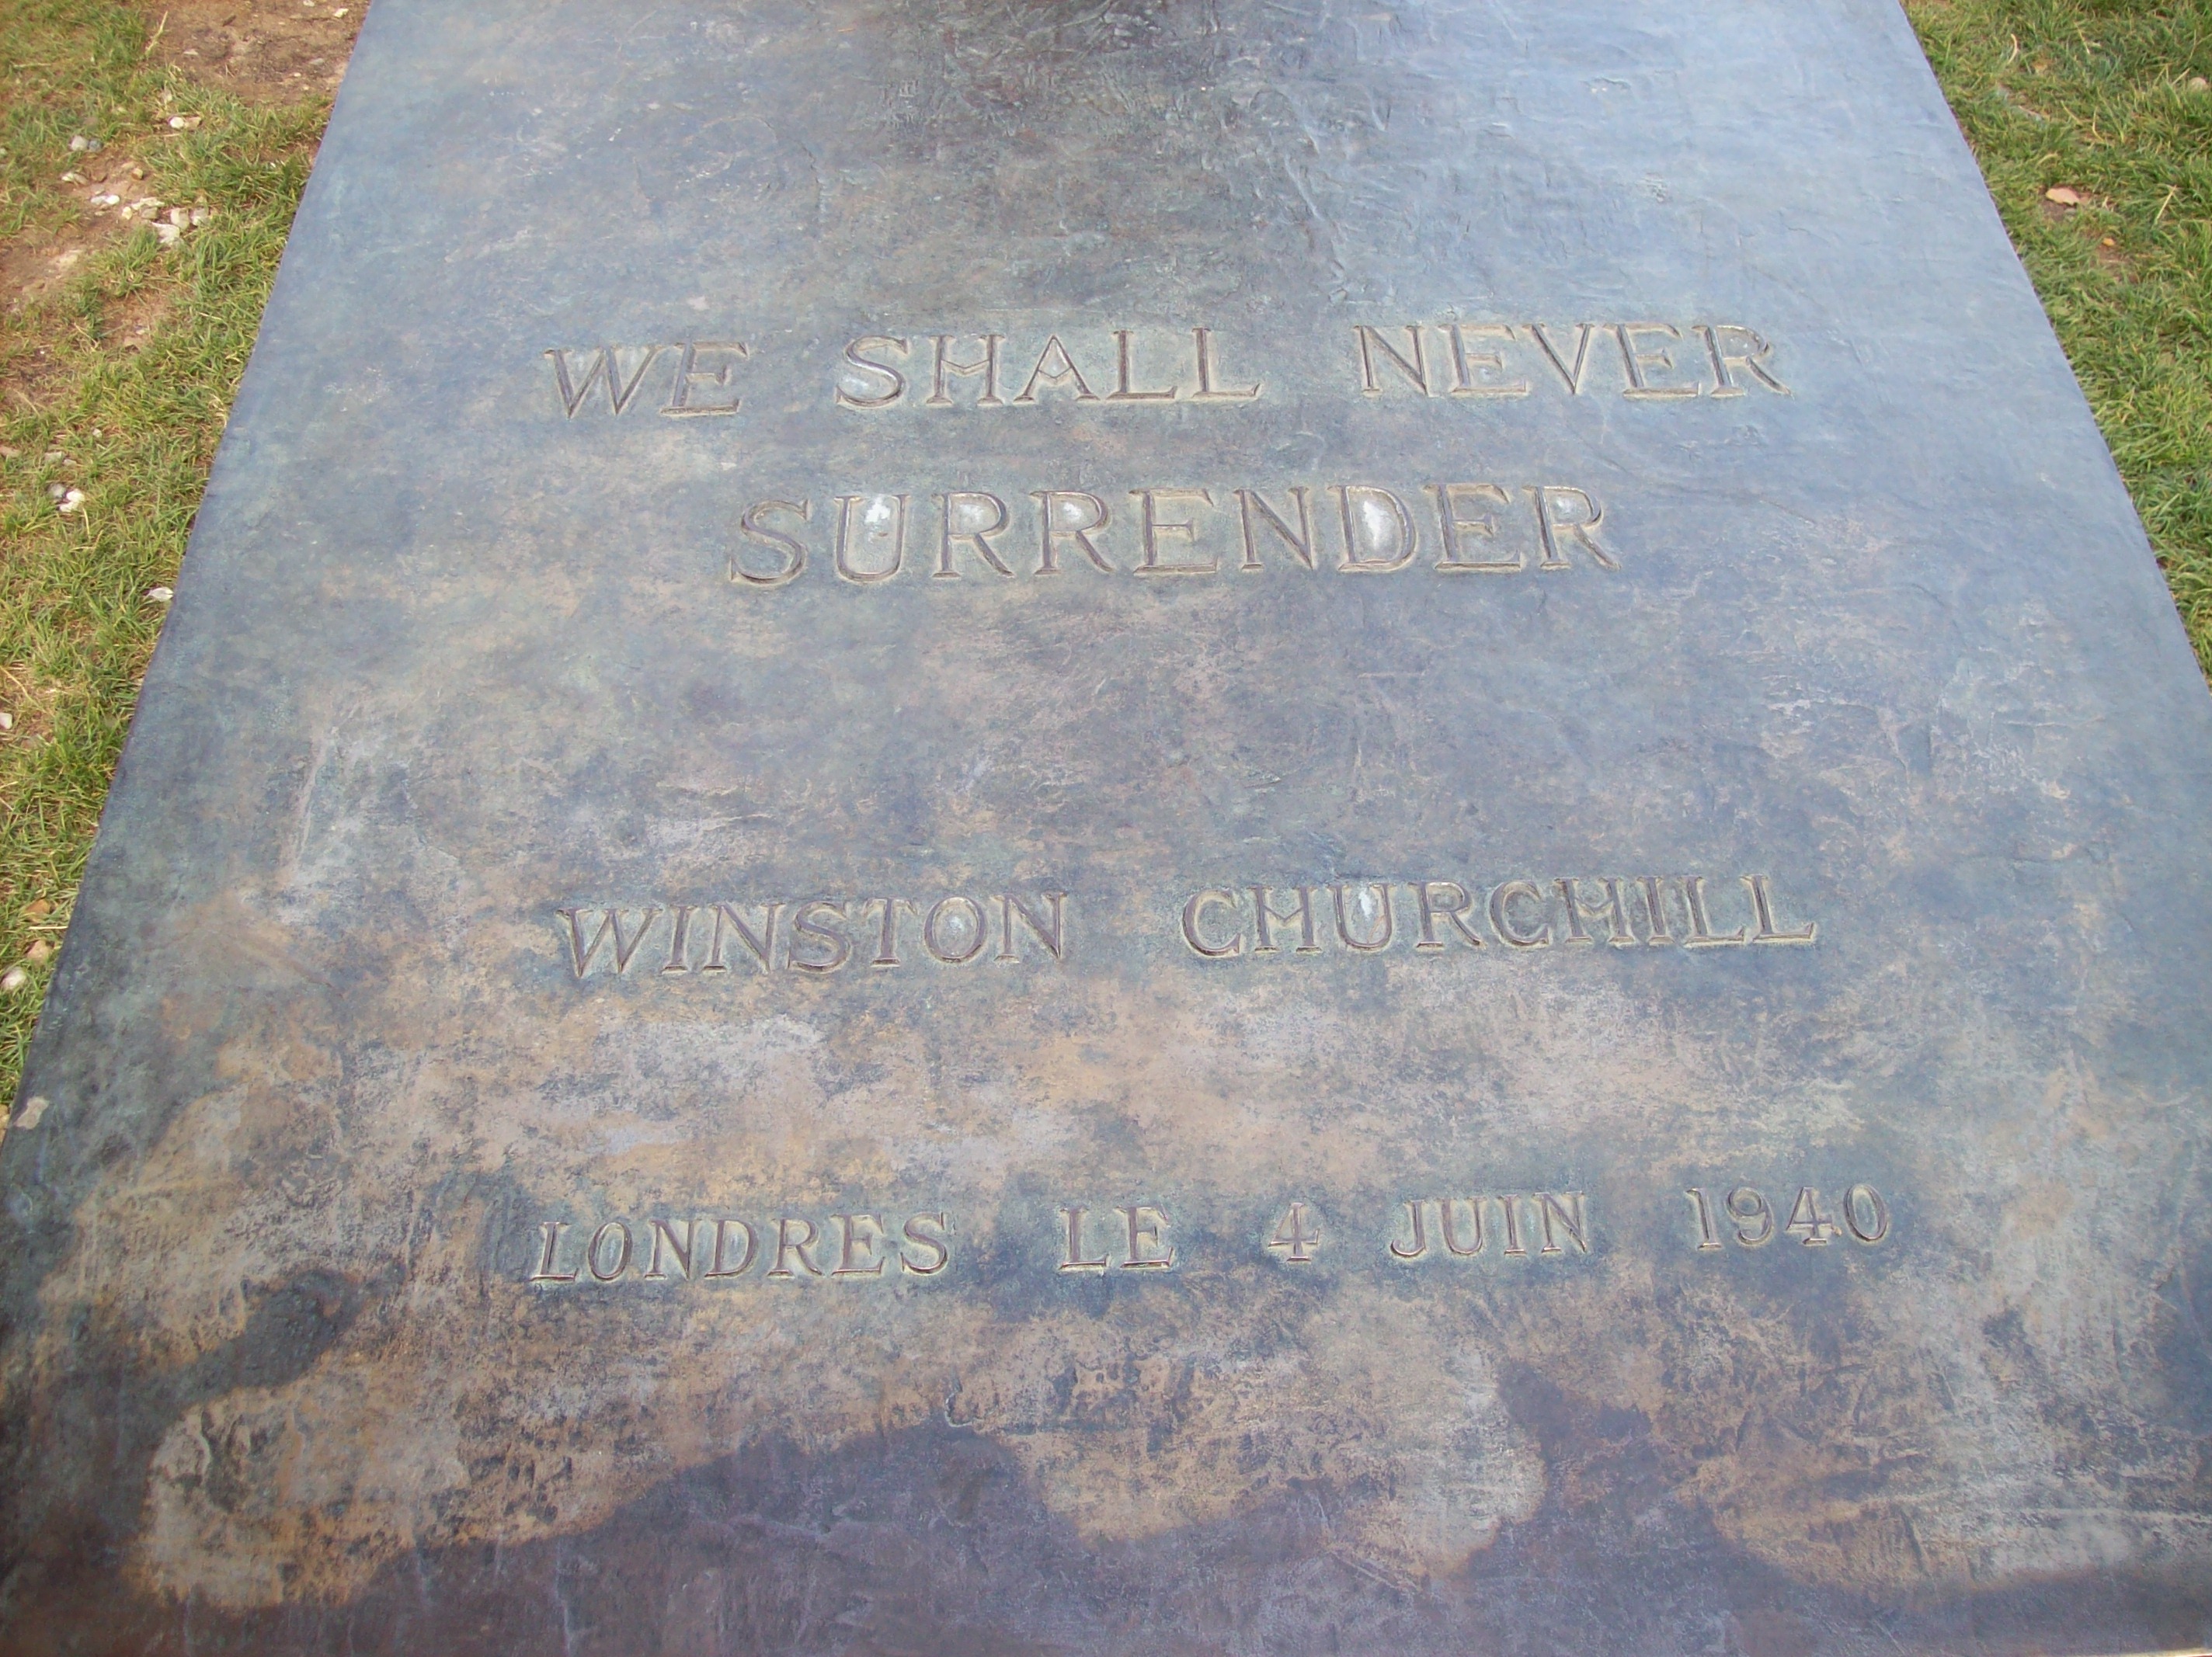 WE SHALL NEVER
SURRENDER
WINSTON CHURCHILL
LONDRES LE 4 JUIN 1940